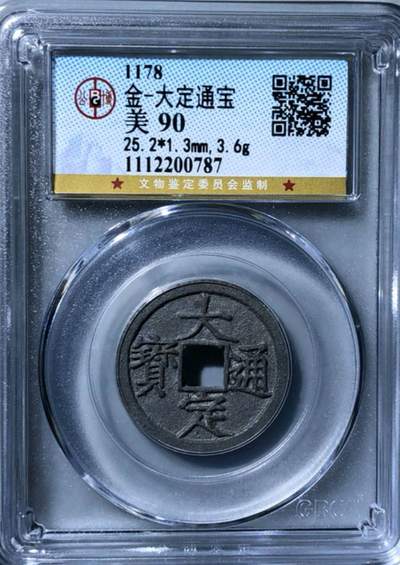 1178
金-大定通宝
美 90
25.2*1.3mm,3.6g
1112200787
★ 文物鉴定委员会监制 ★
大定通寶